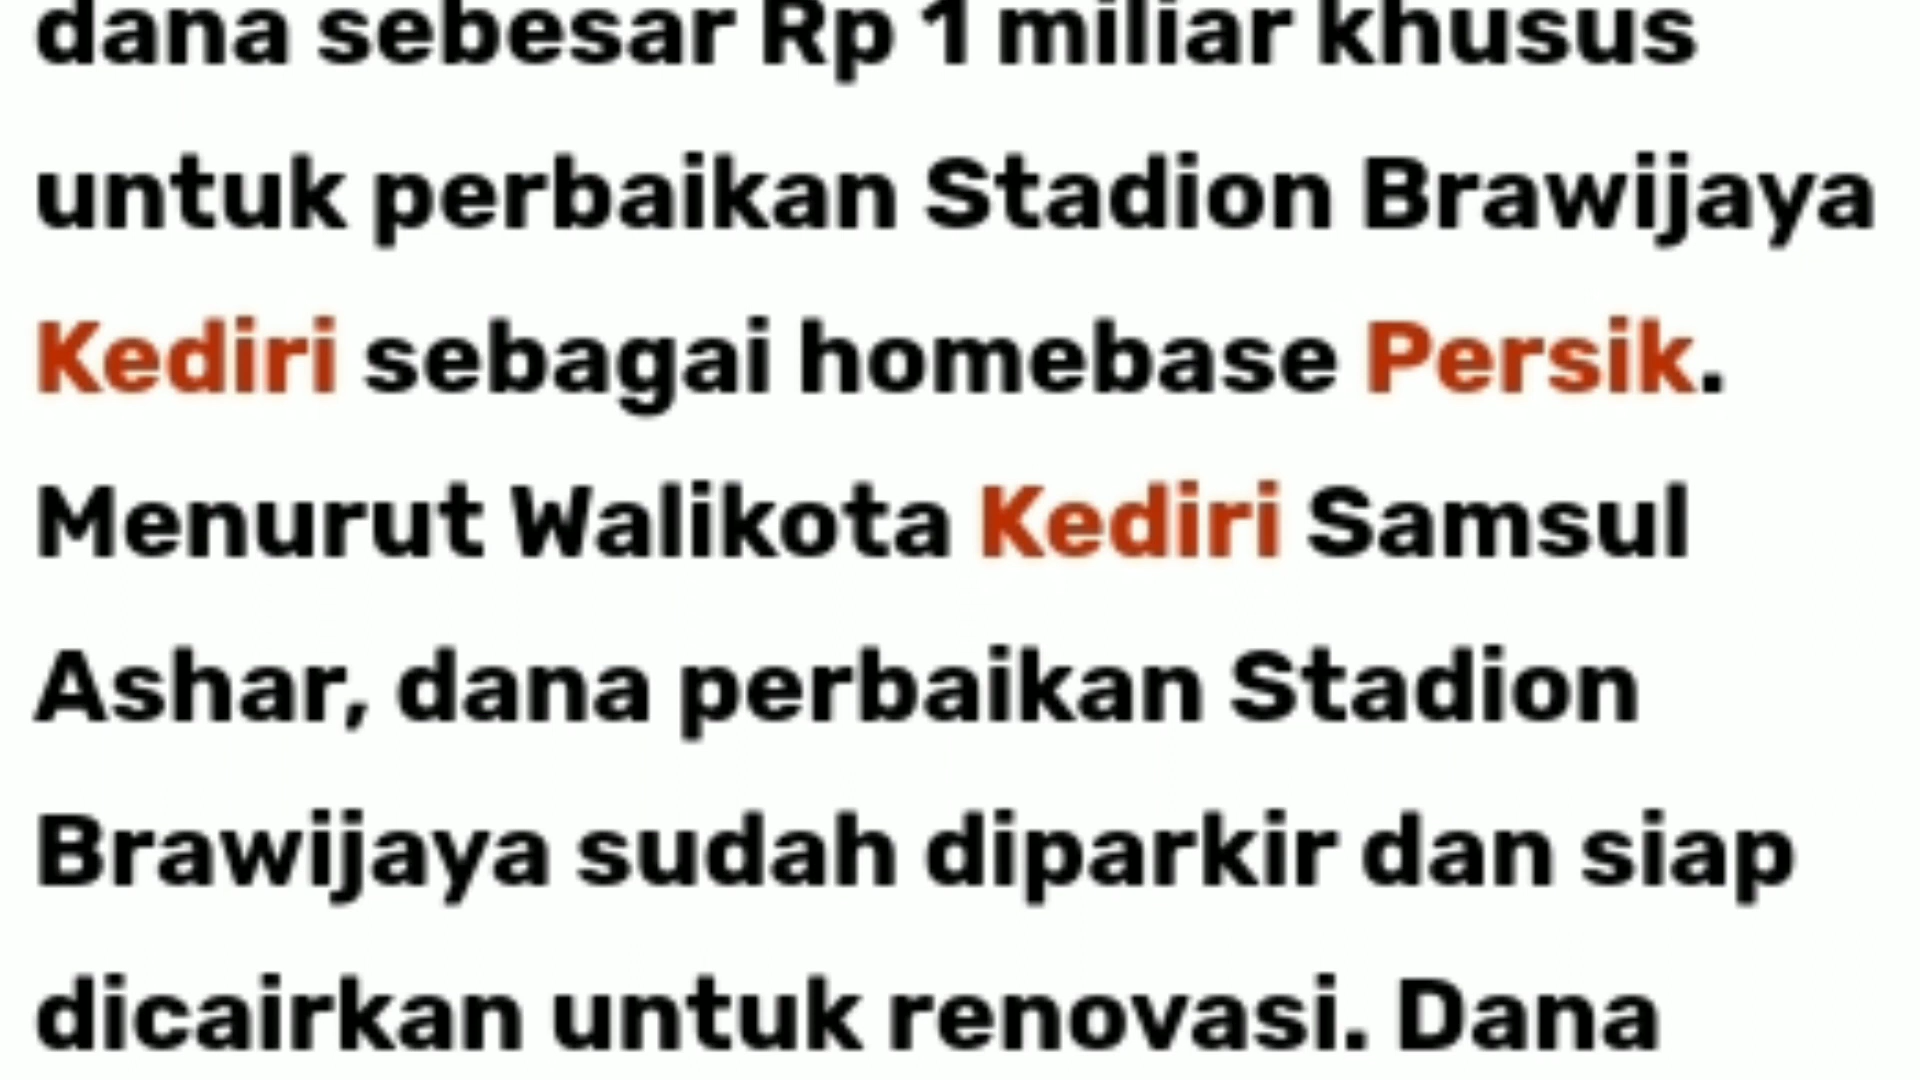 dana sebesar Rp 1 miliar khusus
untuk perbaikan Stadion Brawijaya
Kediri sebagai homebase Persik.
Menurut Walikota Kediri Samsul
Ashar, dana perbaikan Stadion
Brawijaya sudah diparkir dan siap
dicairkan untuk renovasi. Dana